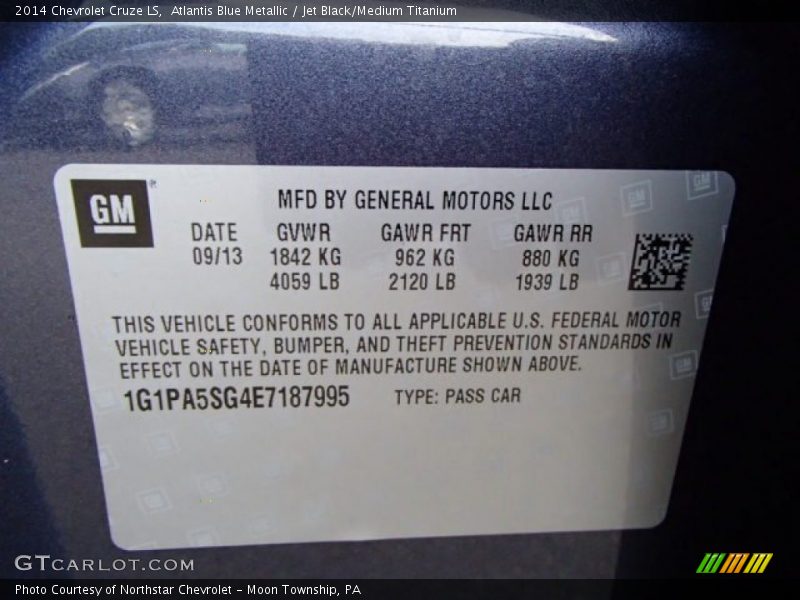 2014 Chevrolet Cruze LS,  Atlantis Blue Metallic / Jet Black/Medium Titanium
GM®
MFD BY GENERAL MOTORS LLC
DATE GVWR GAWR FRT GAWR RR
09/13 1842 KG 962 KG 880 KG
4059 LB 2120 LB 1939 LB
THIS VEHICLE CONFORMS TO ALL APPLICABLE U.S. FEDERAL MOTOR
VEHICLE SAFETY, BUMPER, AND THEFT PREVENTION STANDARDS IN
EFFECT ON THE DATE OF MANUFACTURE SHOWN ABOVE.
1G1PA5SG4E7187995 TYPE: PASS CAR
GTCARLOT.COM
Photo Courtesy of Northstar Chevrolet - Moon Township, PA